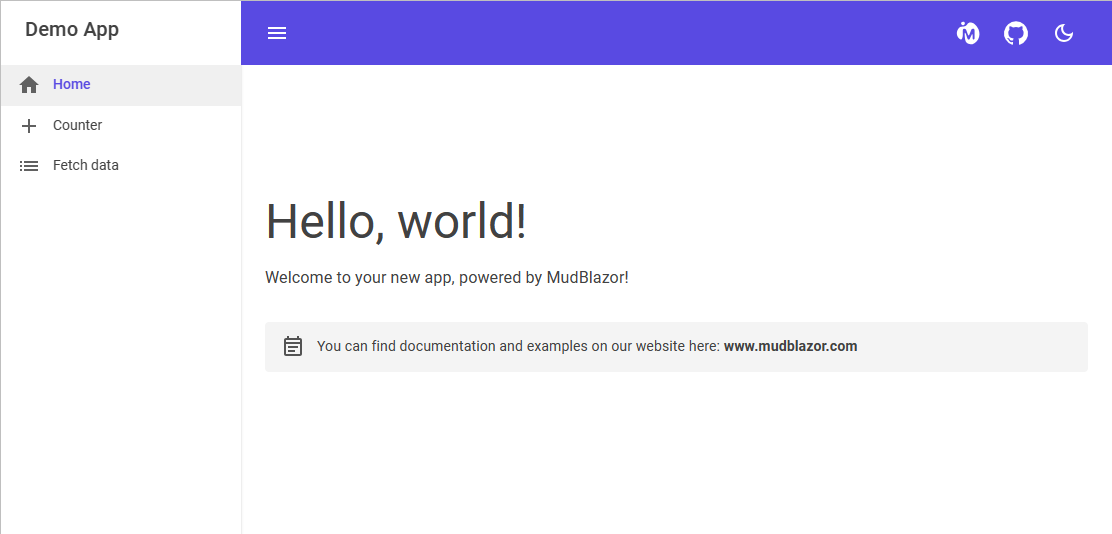 Demo App
Home
Counter
Fetch data
Hello, world!
Welcome to your new app, powered by MudBlazor!
You can find documentation and examples on our website here: www.mudblazor.com